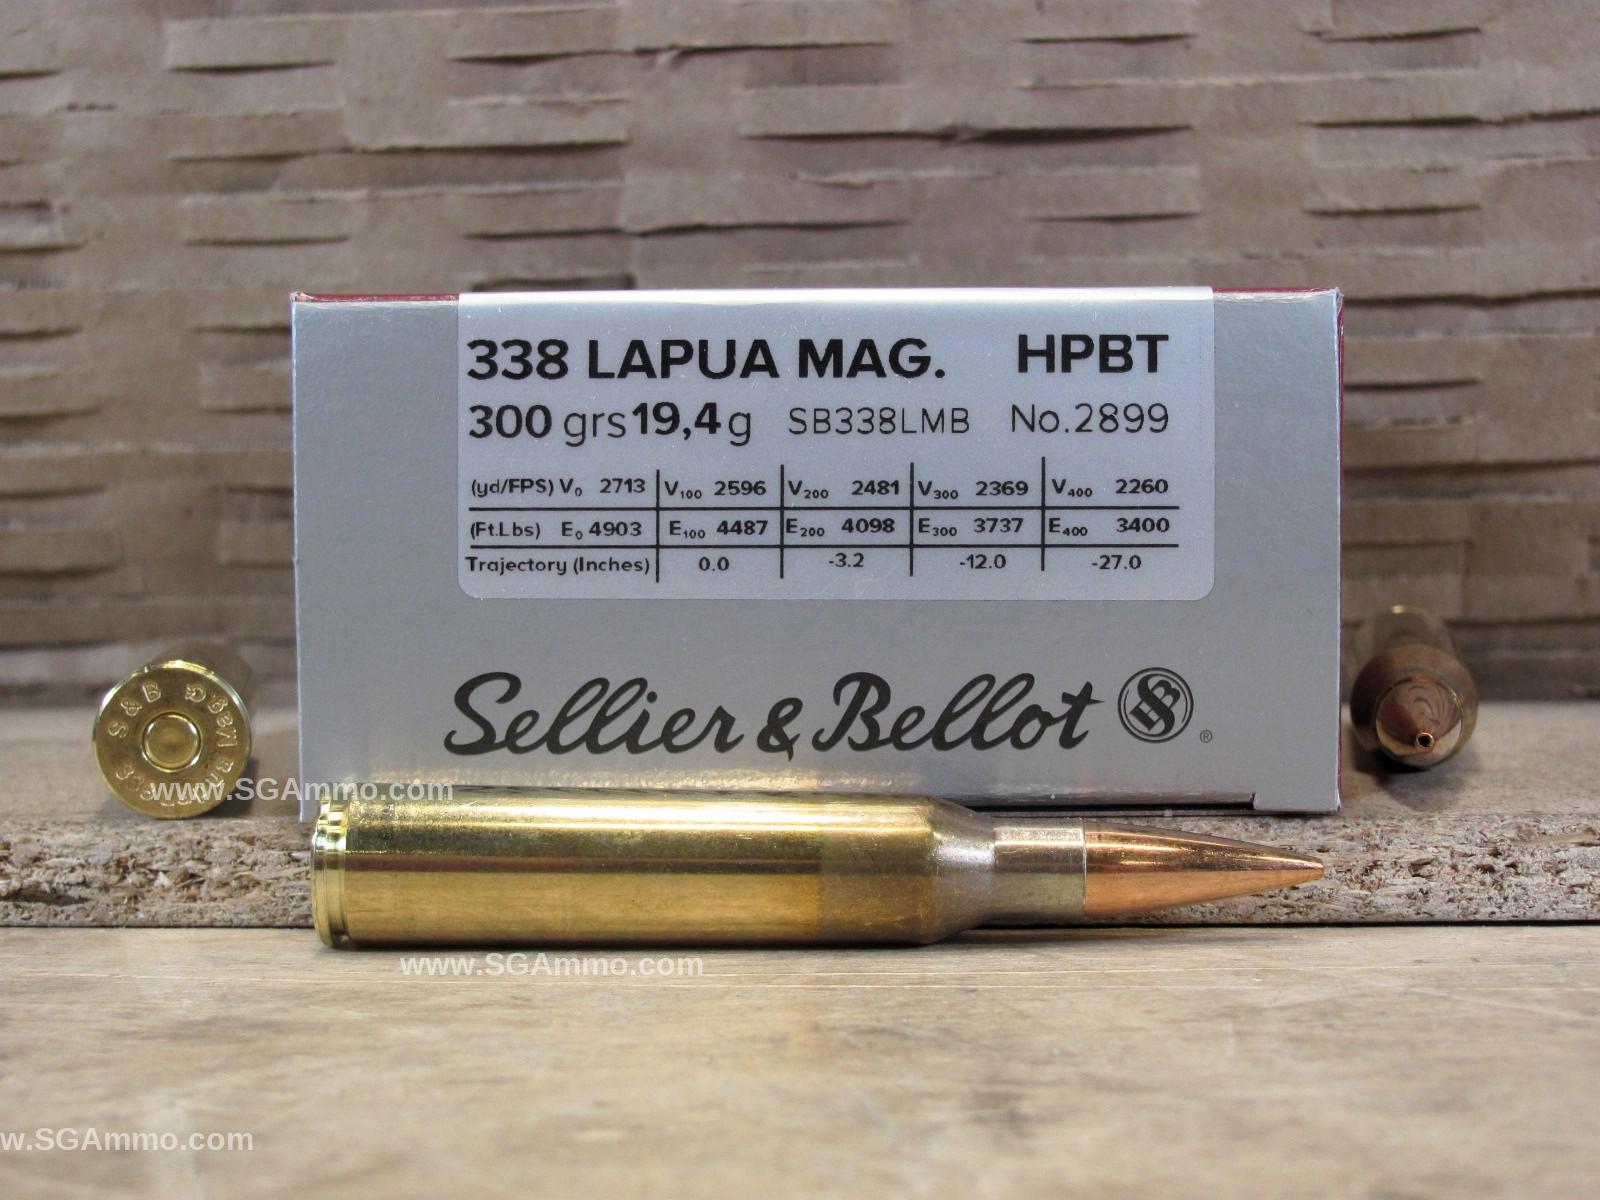 338 LAPUA MAG. HPBT
300 grs 19,4 g SB338LMB No.2899
(yd/FPS) V0 2713 V100 2596 V200 2481 V300 2369 V400 2260
(Ft.Lbs) E0 4903 E100 4487 E200 4098 E300 3737 E400 3400
Trajectory (Inches) 0.0 -3.2 -12.0 -27.0
Sellier & Bellot SB ®
S & B
www.SGAmmo.com
www.SGAmmo.com
w.SGAmmo.com